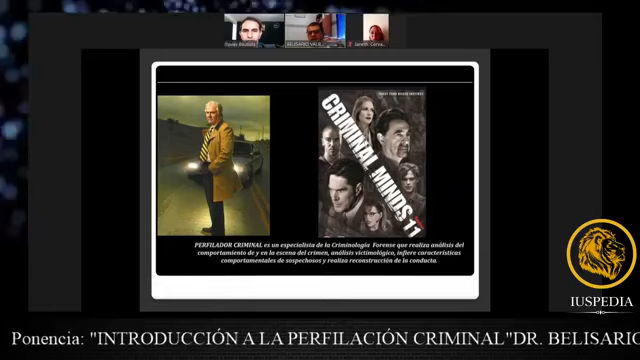 BELISARIO VALB
CRIMINAL MINDS
11
PERFILADOR CRIMINAL es un especialista de la Criminología Forense que realiza análisis del
comportamiento de y en la escena del crimen, análisis victimológico, infiere características
comportamentales de sospechosos y realiza reconstrucción de la conducta.
IUSPEDIA
Ponencia: "INTRODUCCIÓN A LA PERFILACIÓN CRIMINAL"DR. BELISARIO